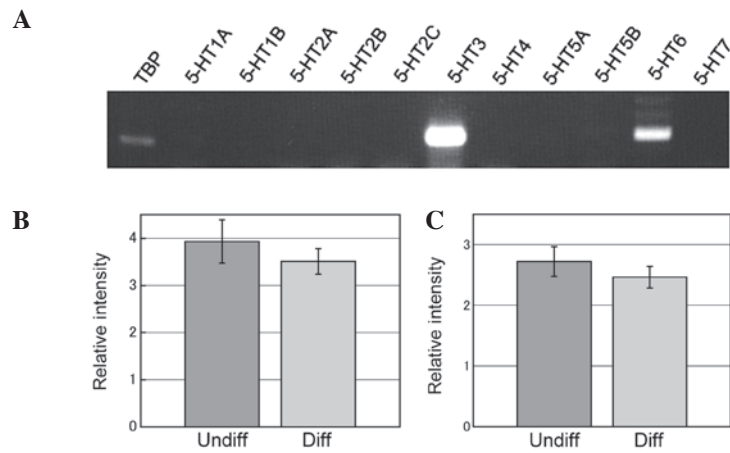 A
TBP 5-HT1A 5-HT1B 5-HT2A 5-HT2B 5-HT2C 5-HT3 5-HT4 5-HT5A 5-HT5B 5-HT6 5-HT7
B
Relative intensity
4
3
2
1
0
Undiff Diff
C
Relative intensity
3
2
1
0
Undiff Diff